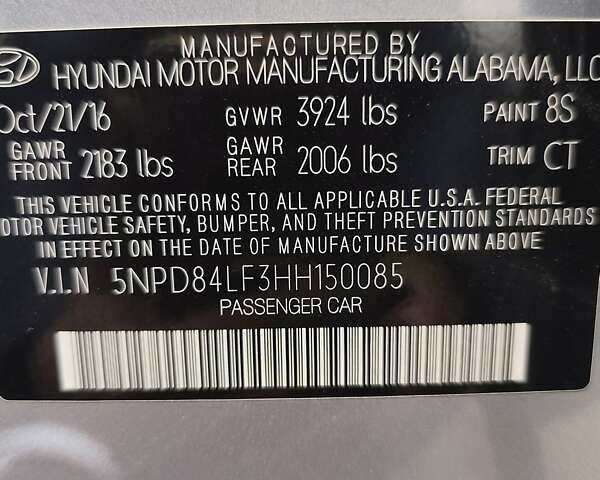 MANUFACTURED BY
HYUNDAI MOTOR MANUFACTURING ALABAMA, LLC
Oct/21/16 GVWR 3924 lbs PAINT 8S
GAWR FRONT 2183 lbs GAWR REAR 2006 lbs TRIM CT
THIS VEHICLE CONFORMS TO ALL APPLICABLE U.S.A. FEDERAL
OTOR VEHICLE SAFETY, BUMPER, AND THEFT PREVENTION STANDARDS
IN EFFECT ON THE DATE OF MANUFACTURE SHOWN ABOVE
V.I.N 5NPD84LF3HH150085
PASSENGER CAR